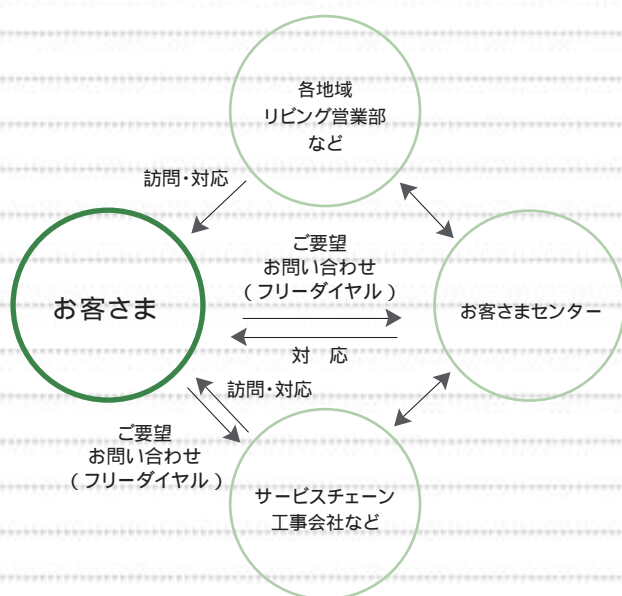 各地域
リビング営業部
など
訪問・対応
ご要望
お問い合わせ
(フリーダイヤル)
お客さま
お客さまセンター
対　応
訪問・対応
ご要望
お問い合わせ
(フリーダイヤル)
サービスチェーン
工事会社など